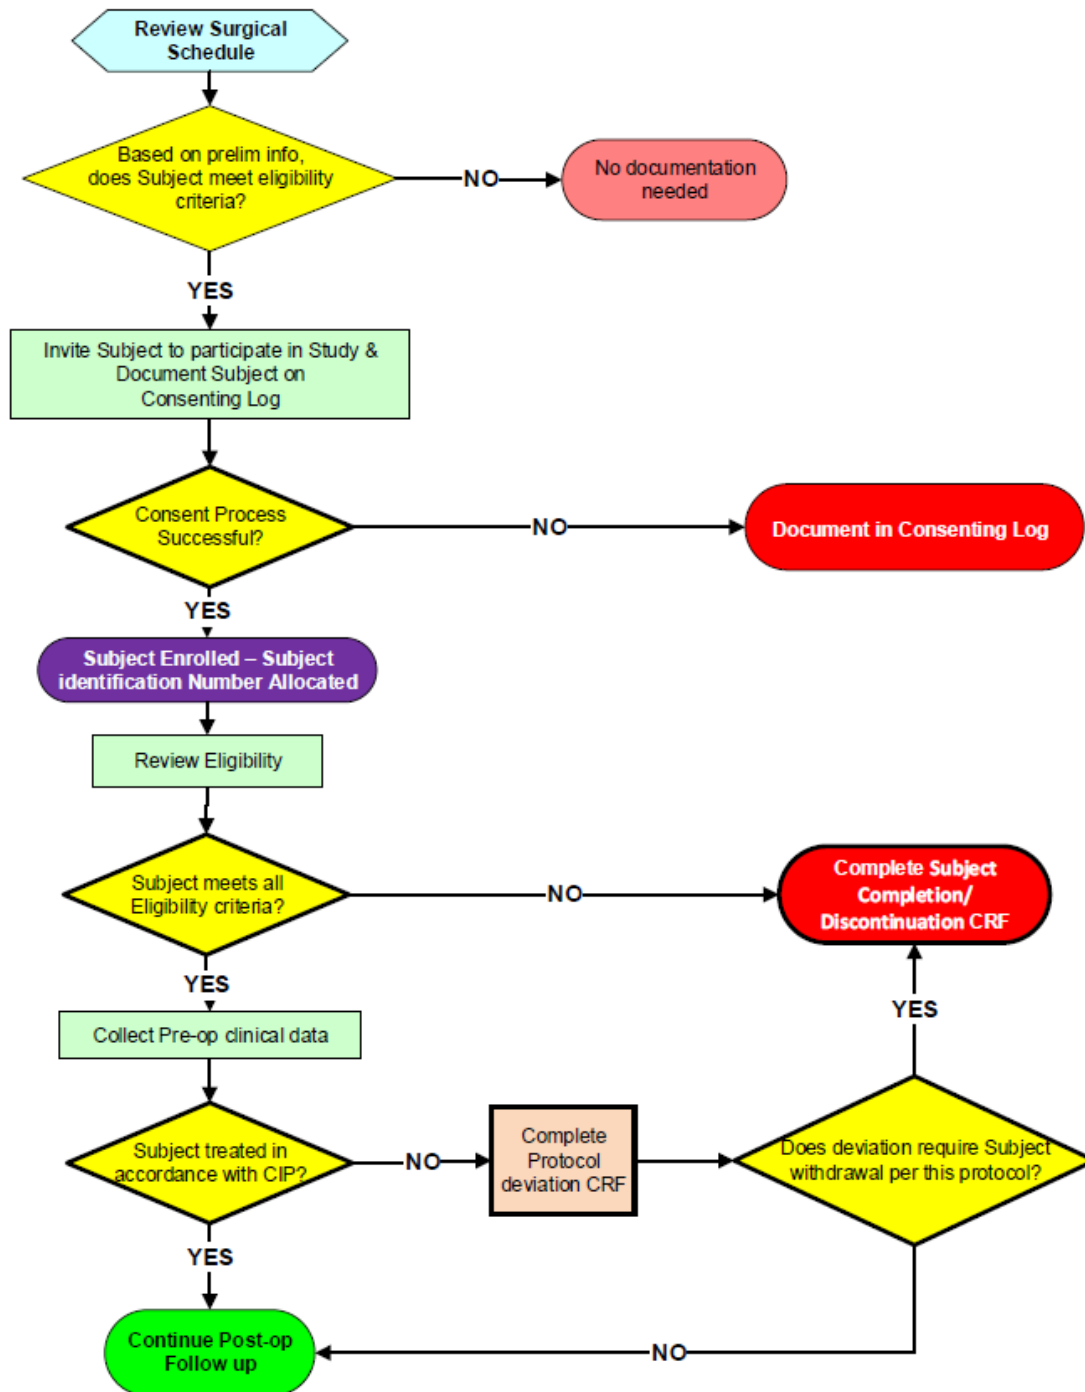 Review Surgical
Schedule
Based on prelim info,
does Subject meet eligibility
criteria?
NO
No documentation
needed
YES
Invite Subject to participate in Study &
Document Subject on
Consenting Log
Consent Process
Successful?
NO
Document in Consenting Log
YES
Subject Enrolled – Subject
identification Number Allocated
Review Eligibility
Subject meets all
Eligibility criteria?
NO
Complete Subject
Completion/
Discontinuation CRF
YES
YES
Collect Pre-op clinical data
Subject treated in
accordance with CIP?
NO
Complete
Protocol
deviation CRF
Does deviation require Subject
withdrawal per this protocol?
YES
Continue Post-op
Follow up
NO